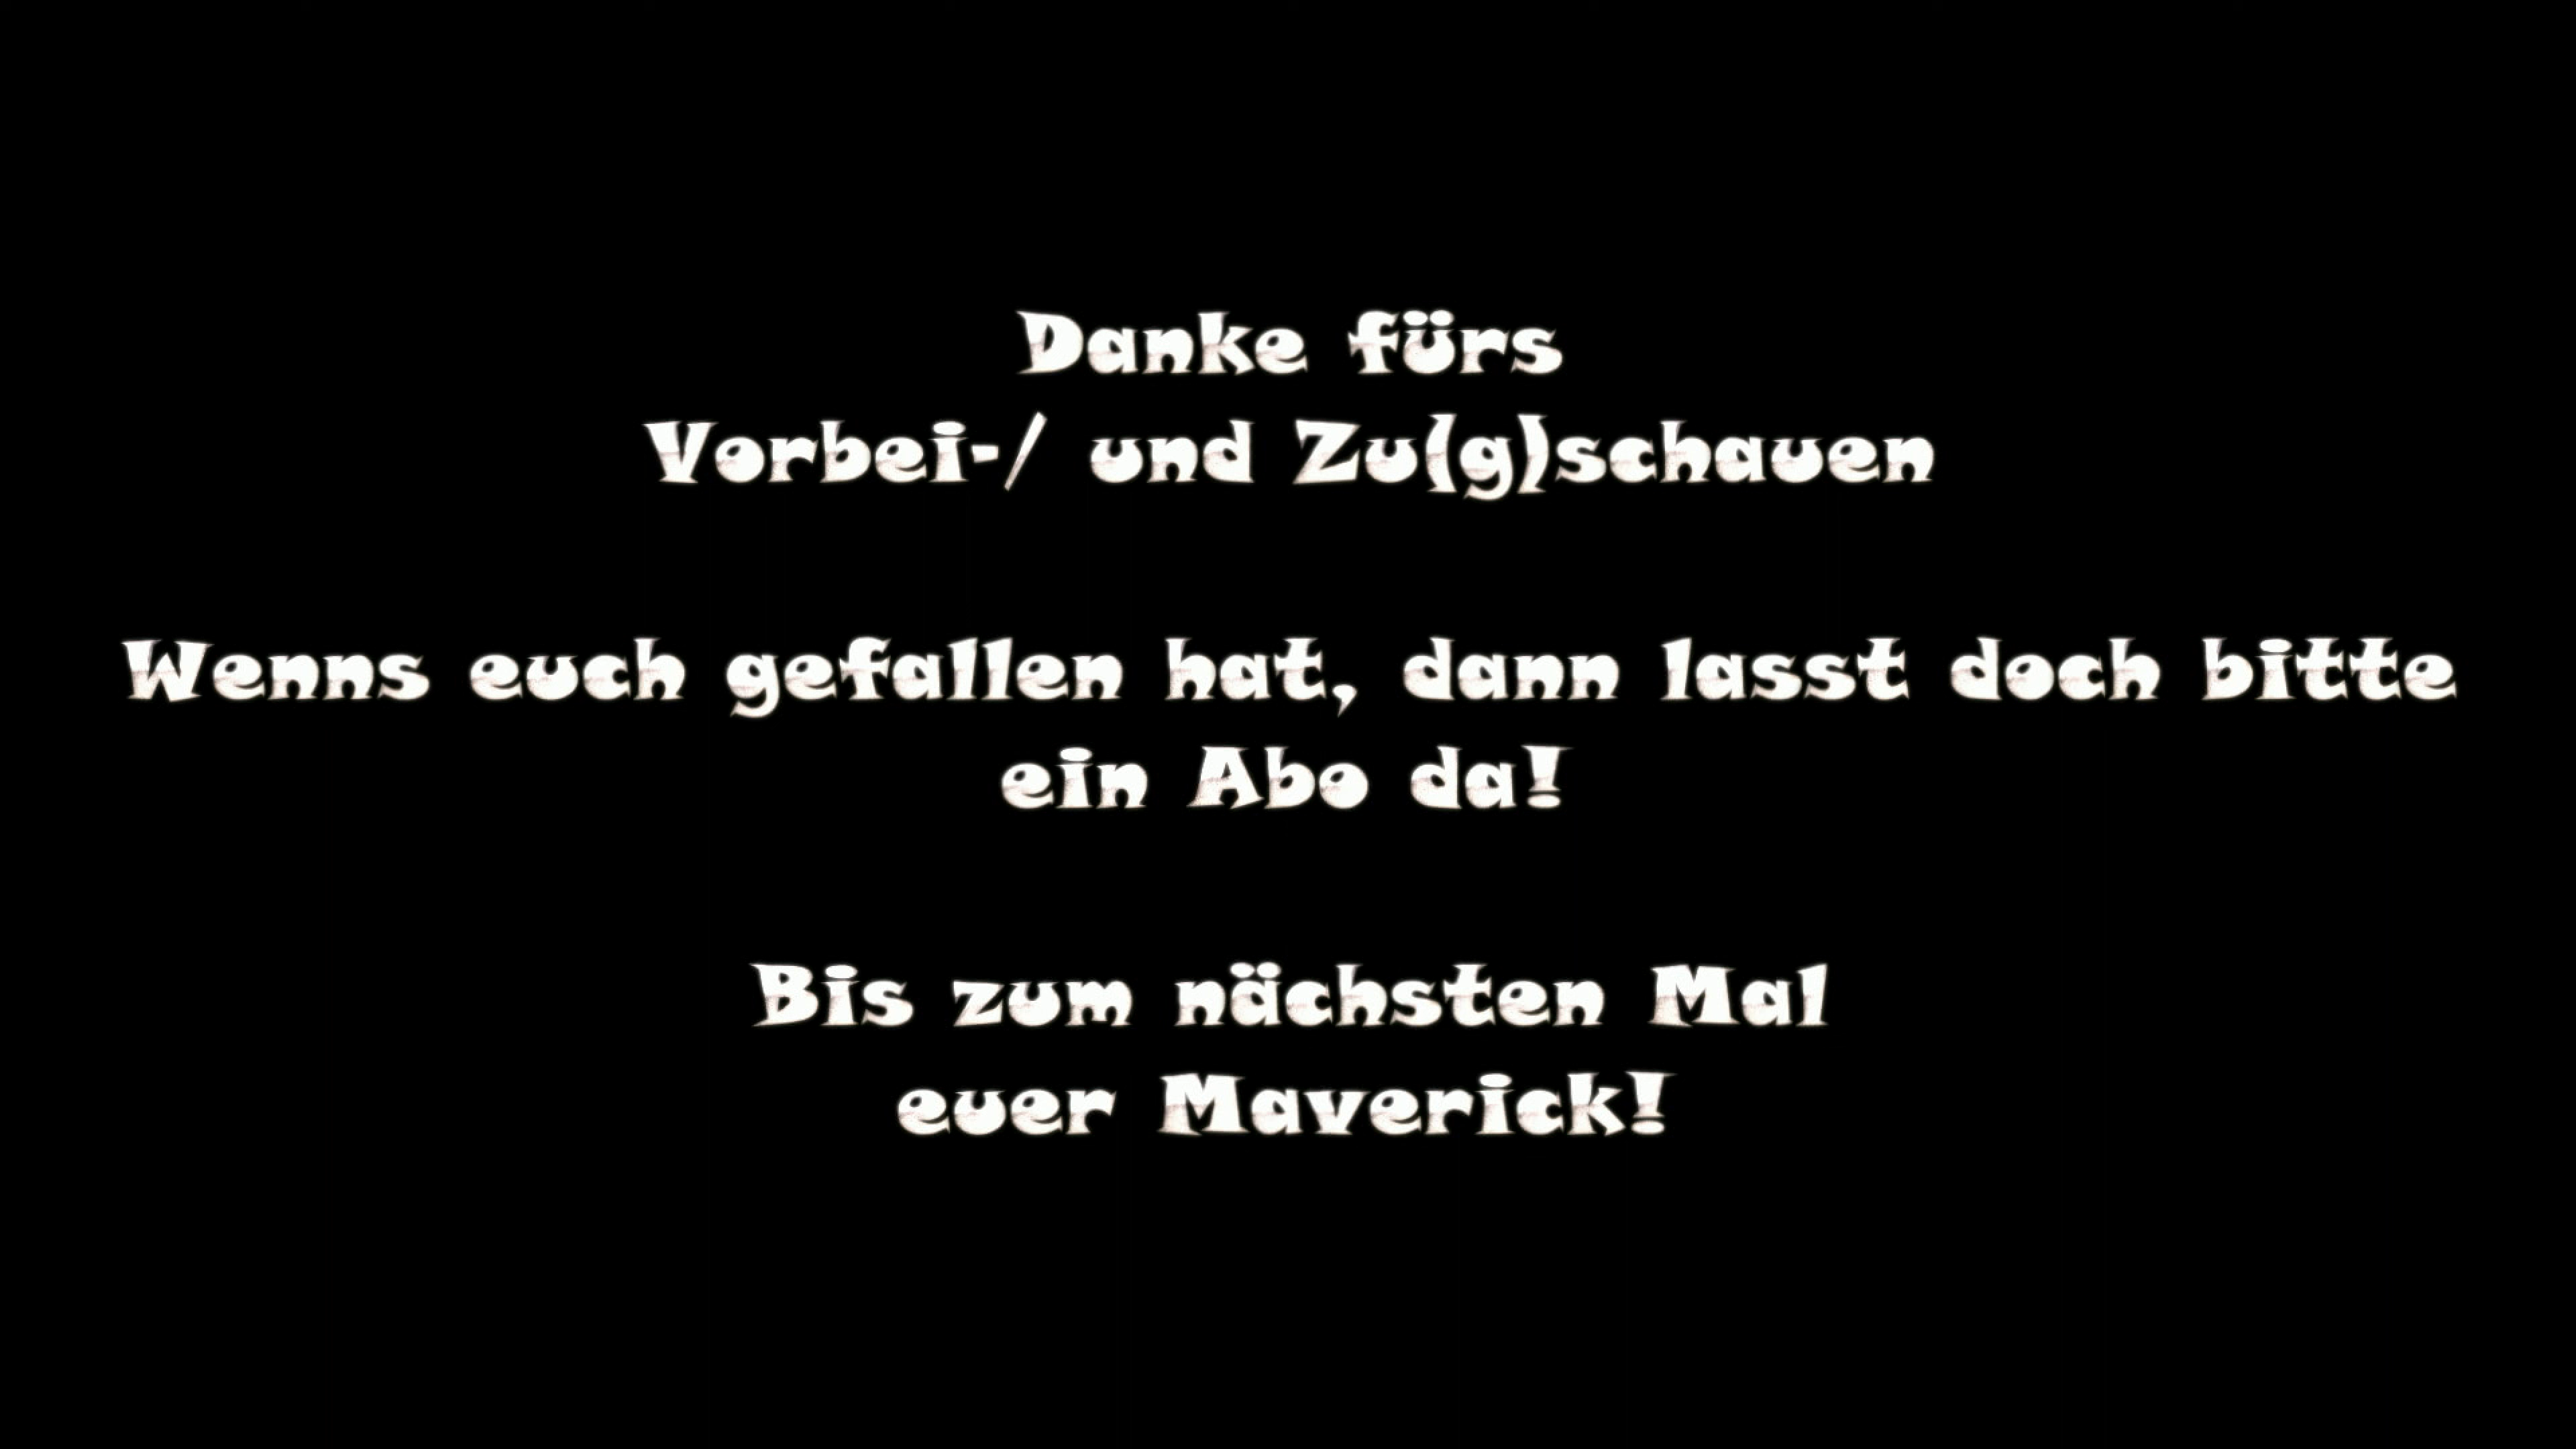 Danke fürs
Vorbei-/ und Zu(g)schauen
Wenns euch gefallen hat, dann lasst doch bitte
ein Abo da!
Bis zum nächsten Mal
euer Maverick!